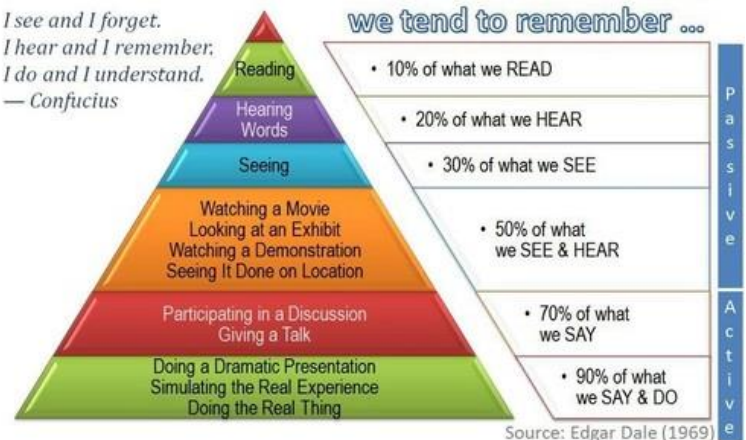 I see and I forget.
I hear and I remember.
I do and I understand.
— Confucius
we tend to remember ...
Reading
• 10% of what we READ
Hearing
Words
• 20% of what we HEAR
Seeing
• 30% of what we SEE
Watching a Movie
Looking at an Exhibit
Watching a Demonstration
Seeing It Done on Location
• 50% of what
we SEE & HEAR
Participating in a Discussion
Giving a Talk
• 70% of what
we SAY
Doing a Dramatic Presentation
Simulating the Real Experience
Doing the Real Thing
• 90% of what
we SAY & DO
Passive
Active
Source: Edgar Dale (1969)